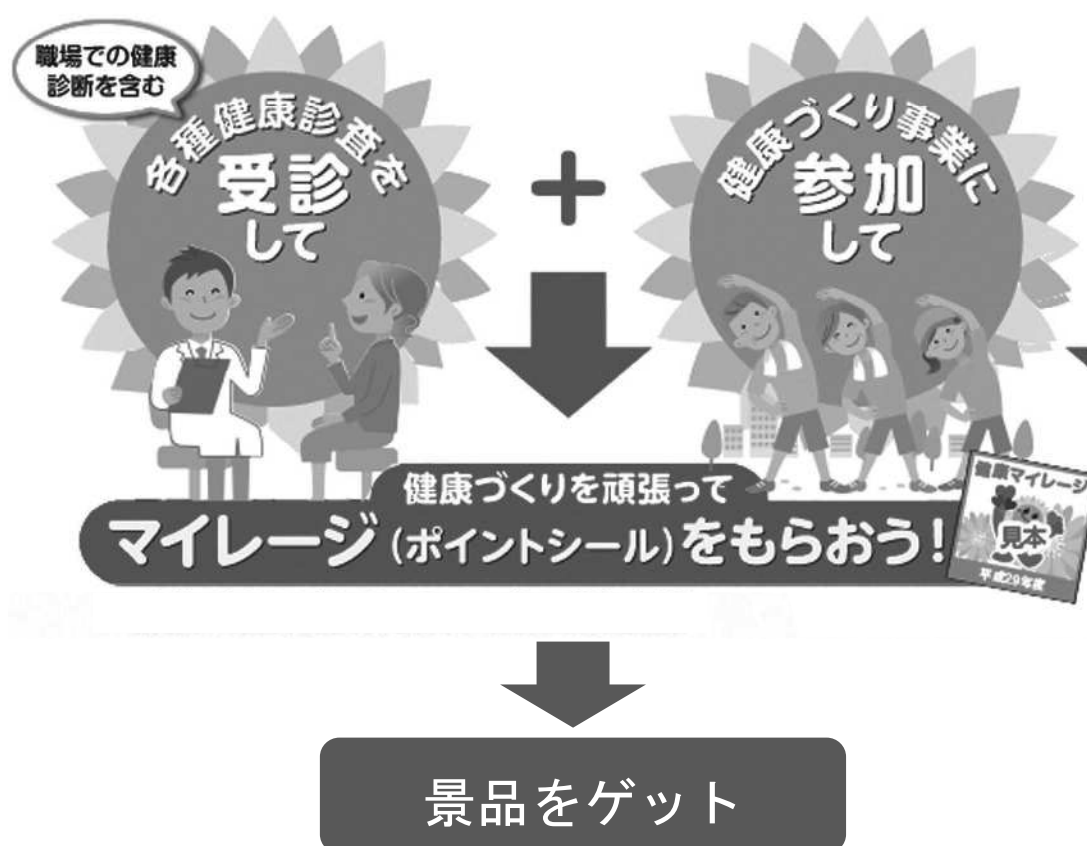 職場での健康
診断を含む
各種健康診査を
受診
して
+
健康づくり事業に
参加
して
健康づくりを頑張って
マイレージ(ポイントシール)をもらおう!
健康マイレージ
見本
平成29年度
景品をゲット